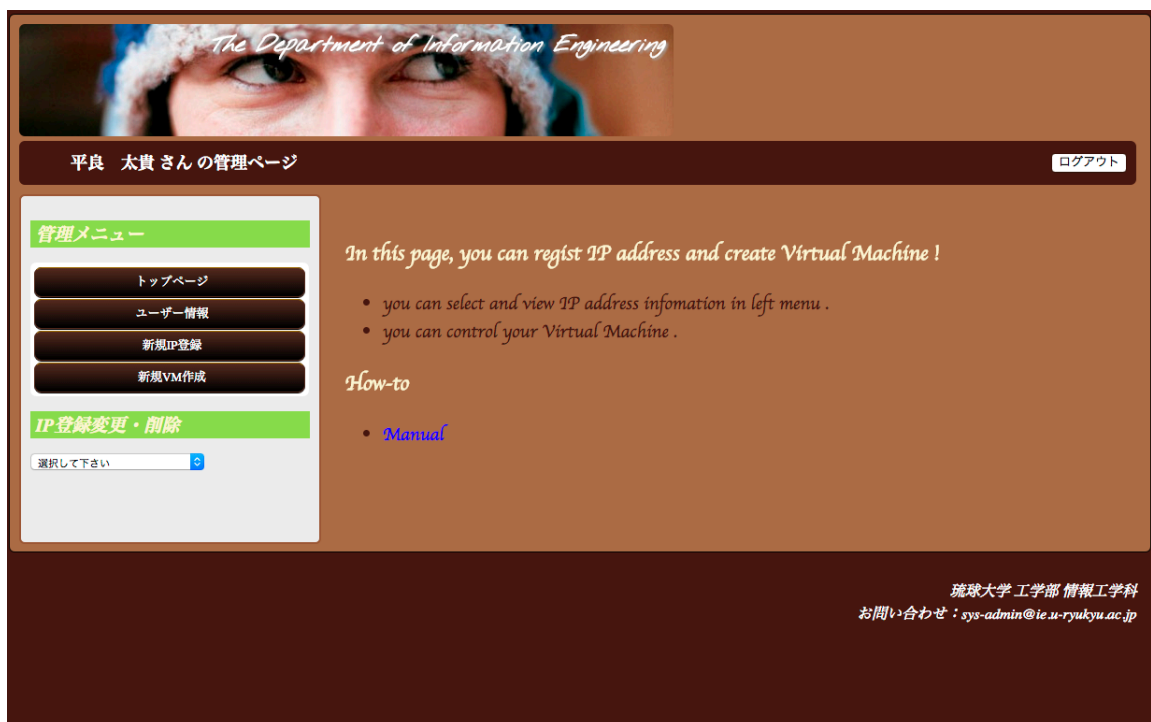 The Department of Information Engineering
平良　太貴 さん の管理ページ
ログアウト
管理メニュー
トップページ
ユーザー情報
新規IP登録
新規VM作成
IP登録変更・削除
選択して下さい
In this page, you can regist IP address and create Virtual Machine !
• you can select and view IP address infomation in left menu .
• you can control your Virtual Machine .
How-to
• Manual
琉球大学 工学部 情報工学科
お問い合わせ：sys-admin@ie.u-ryukyu.ac.jp